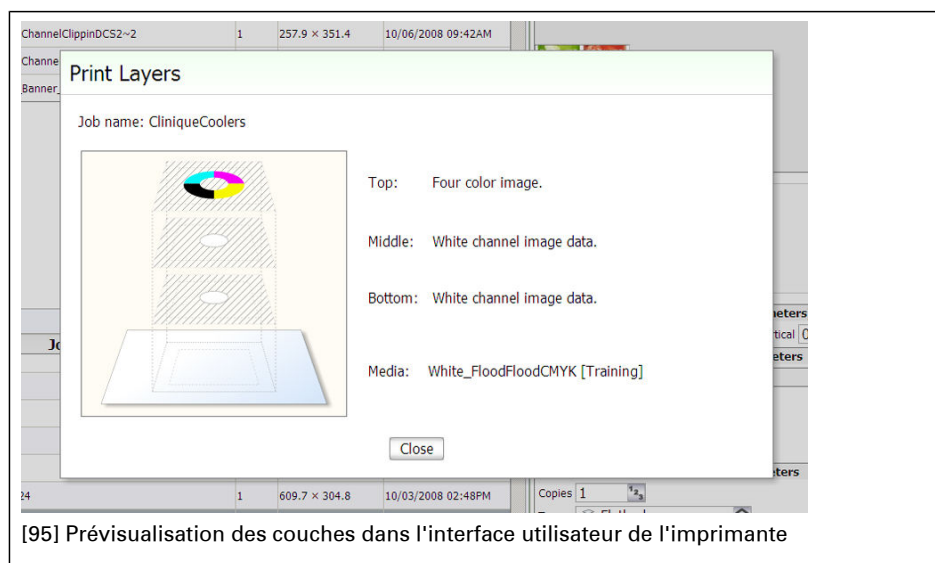 ChannelClippinDCS2~2 1 257.9 × 351.4 10/06/2008 09:42AM
Channe
Banner_
Print Layers
Job name: CliniqueCoolers
Top: Four color image.
Middle: White channel image data.
Bottom: White channel image data.
Media: White_FloodFloodCMYK [Training]
Close
Jo
eters
tical 0
eters
ters
24 1 609.7 × 304.8 10/03/2008 02:48PM
Copies 1
[95] Prévisualisation des couches dans l'interface utilisateur de l'imprimante